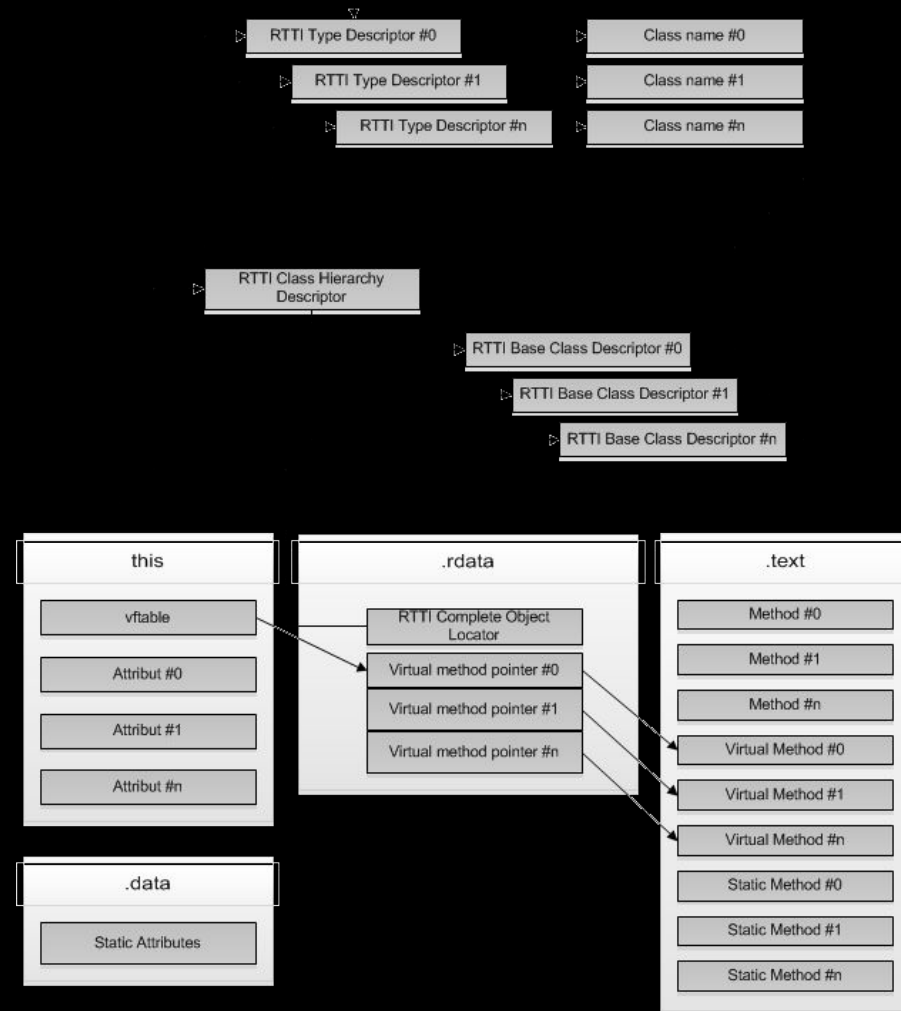 RTTI Type Descriptor #0
Class name #0
RTTI Type Descriptor #1
Class name #1
RTTI Type Descriptor #n
Class name #n
RTTI Class Hierarchy
Descriptor
RTTI Base Class Descriptor #0
RTTI Base Class Descriptor #1
RTTI Base Class Descriptor #n
this
vftable
Attribut #0
Attribut #1
Attribut #n
.data
Static Attributes
.rdata
RTTI Complete Object
Locator
Virtual method pointer #0
Virtual method pointer #1
Virtual method pointer #n
.text
Method #0
Method #1
Method #n
Virtual Method #0
Virtual Method #1
Virtual Method #n
Static Method #0
Static Method #1
Static Method #n